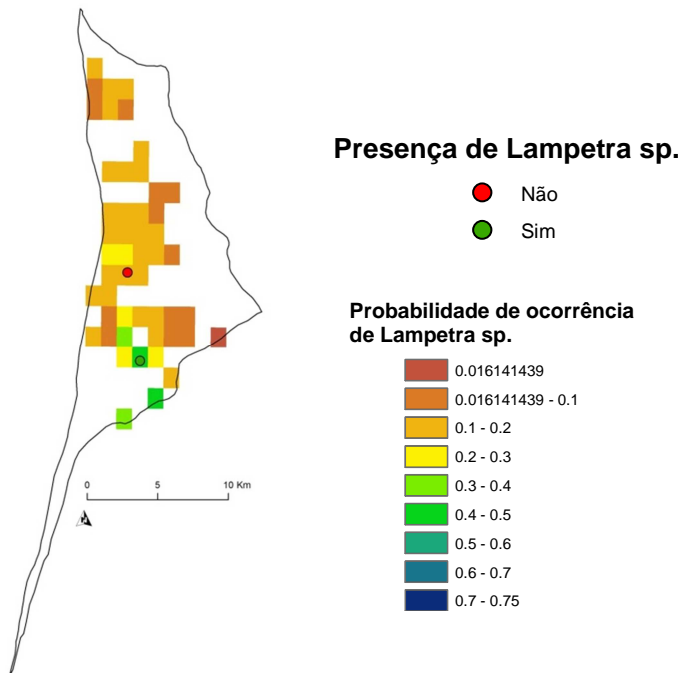 Presença de Lampetra sp.
Não
Sim
Probabilidade de ocorrência
de Lampetra sp.
0.016141439
0.016141439 - 0.1
0.1 - 0.2
0.2 - 0.3
0.3 - 0.4
0.4 - 0.5
0.5 - 0.6
0.6 - 0.7
0.7 - 0.75
0 5 10 Km